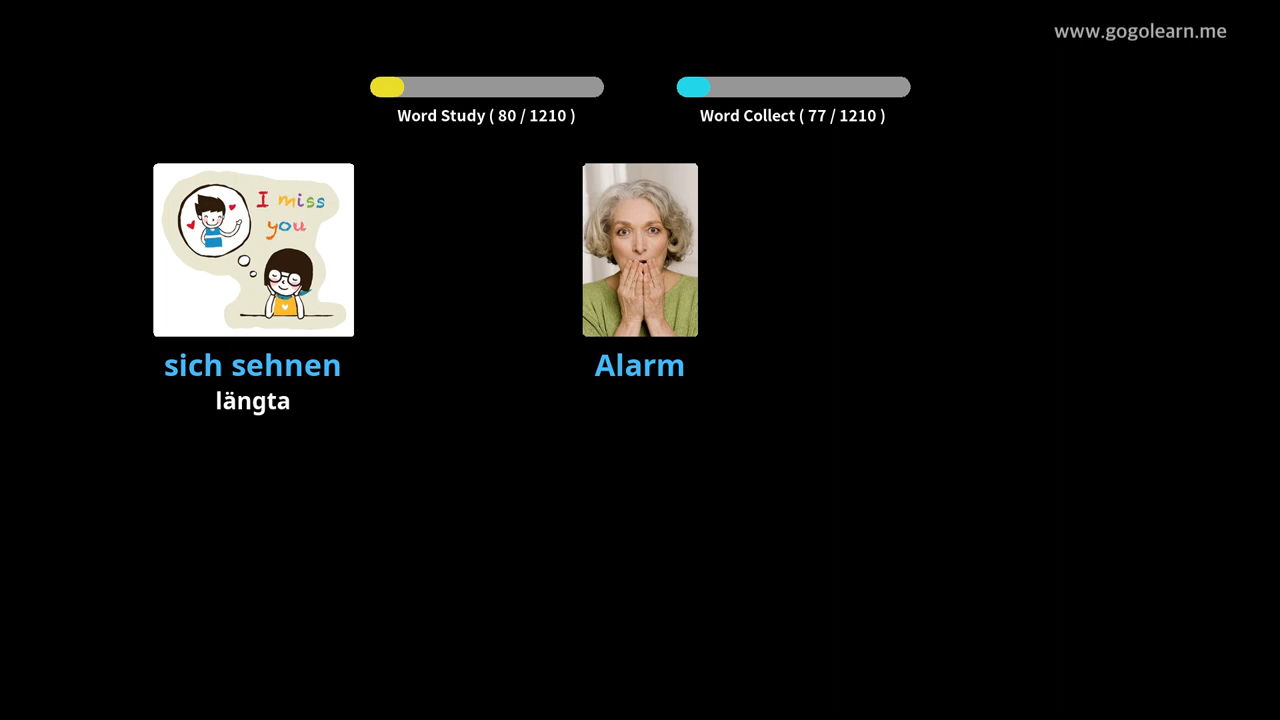 www.gogolearn.me
Word Study ( 80 / 1210 )
Word Collect ( 77 / 1210 )
I miss
you
sich sehnen
längta
Alarm